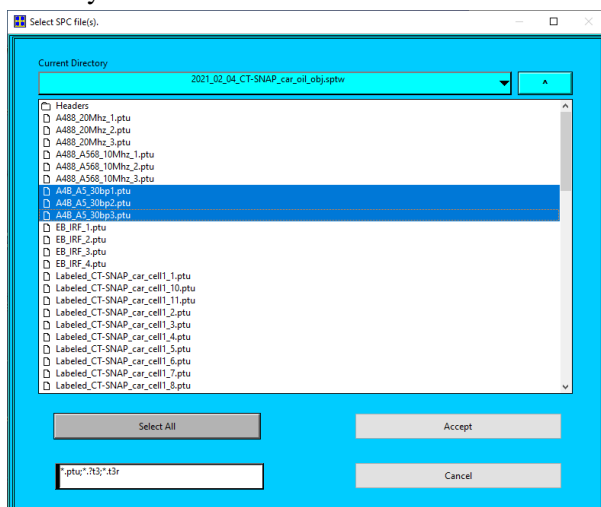 Select SPC file(s).
Current Directory
2021_02_04_CT-SNAP_car_oil_obj.sptw
^
Headers
A488_20Mhz_1.ptu
A488_20Mhz_2.ptu
A488_20Mhz_3.ptu
A488_A568_10Mhz_1.ptu
A488_A568_10Mhz_2.ptu
A488_A568_10Mhz_3.ptu
A4B_A5_30bp1.ptu
A4B_A5_30bp2.ptu
A4B_A5_30bp3.ptu
EB_IRF_1.ptu
EB_IRF_2.ptu
EB_IRF_3.ptu
EB_IRF_4.ptu
Labeled_CT-SNAP_car_cell1_1.ptu
Labeled_CT-SNAP_car_cell1_10.ptu
Labeled_CT-SNAP_car_cell1_11.ptu
Labeled_CT-SNAP_car_cell1_2.ptu
Labeled_CT-SNAP_car_cell1_3.ptu
Labeled_CT-SNAP_car_cell1_4.ptu
Labeled_CT-SNAP_car_cell1_5.ptu
Labeled_CT-SNAP_car_cell1_6.ptu
Labeled_CT-SNAP_car_cell1_7.ptu
Labeled_CT-SNAP_car_cell1_8.ptu
Select All
Accept
*.ptu;*.?t3;*.t3r
Cancel